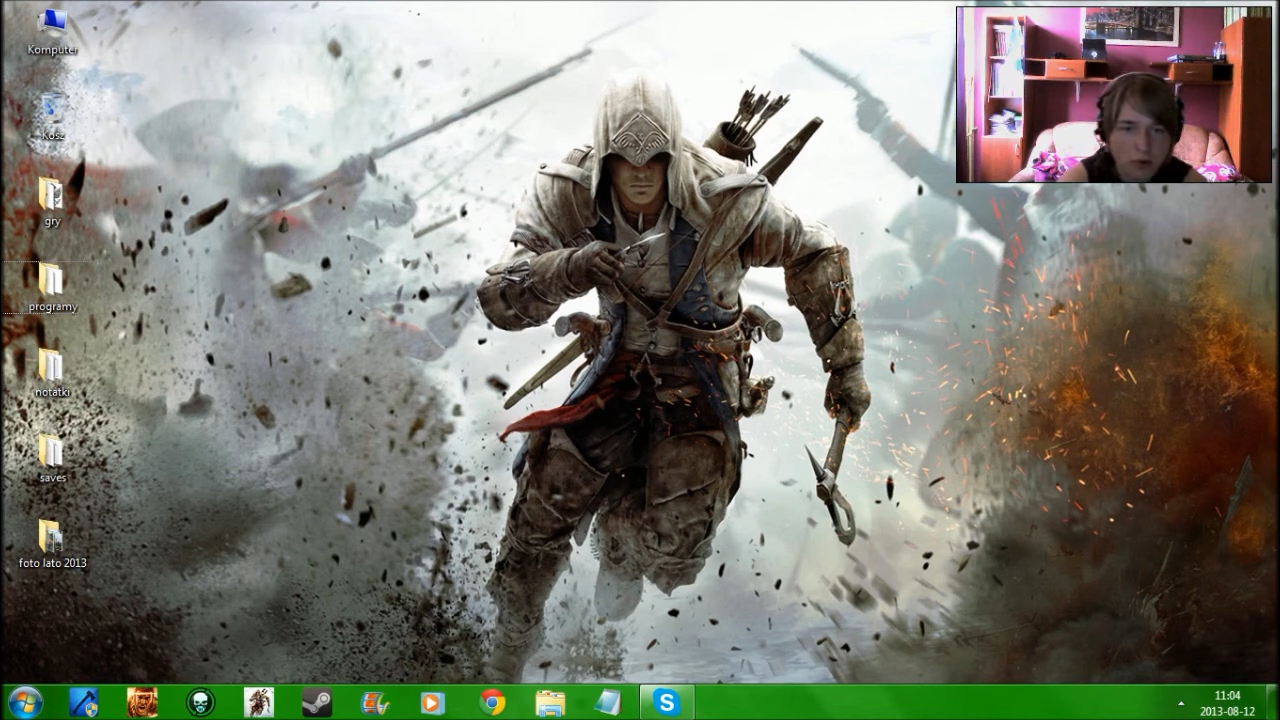 Komputer
Kosz
gry
programy
notatki
saves
foto lato 2013
11:04
2013-08-12